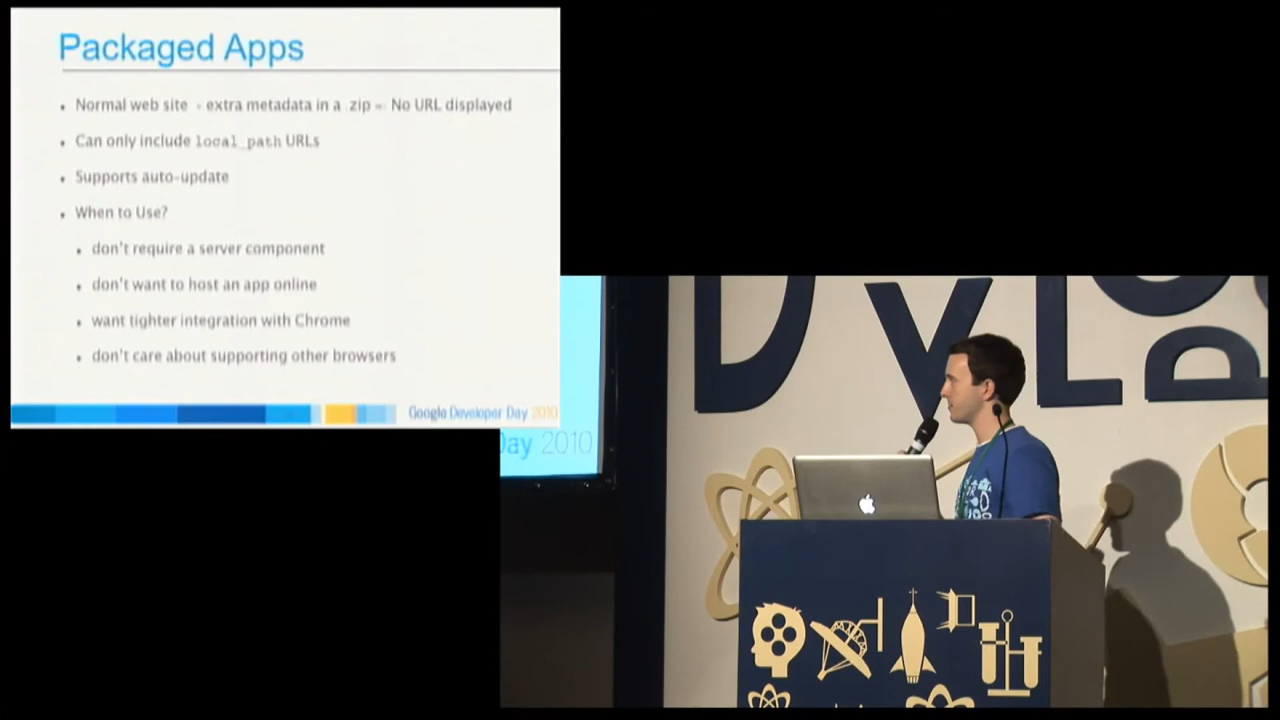 Packaged Apps
Normal web site + extra metadata in a .zip = No URL displayed
Can only include local_path URLs
Supports auto-update
When to Use?
don't require a server component
don't want to host an app online
want tighter integration with Chrome
don't care about supporting other browsers
Google Developer Day 2010
Day 2010